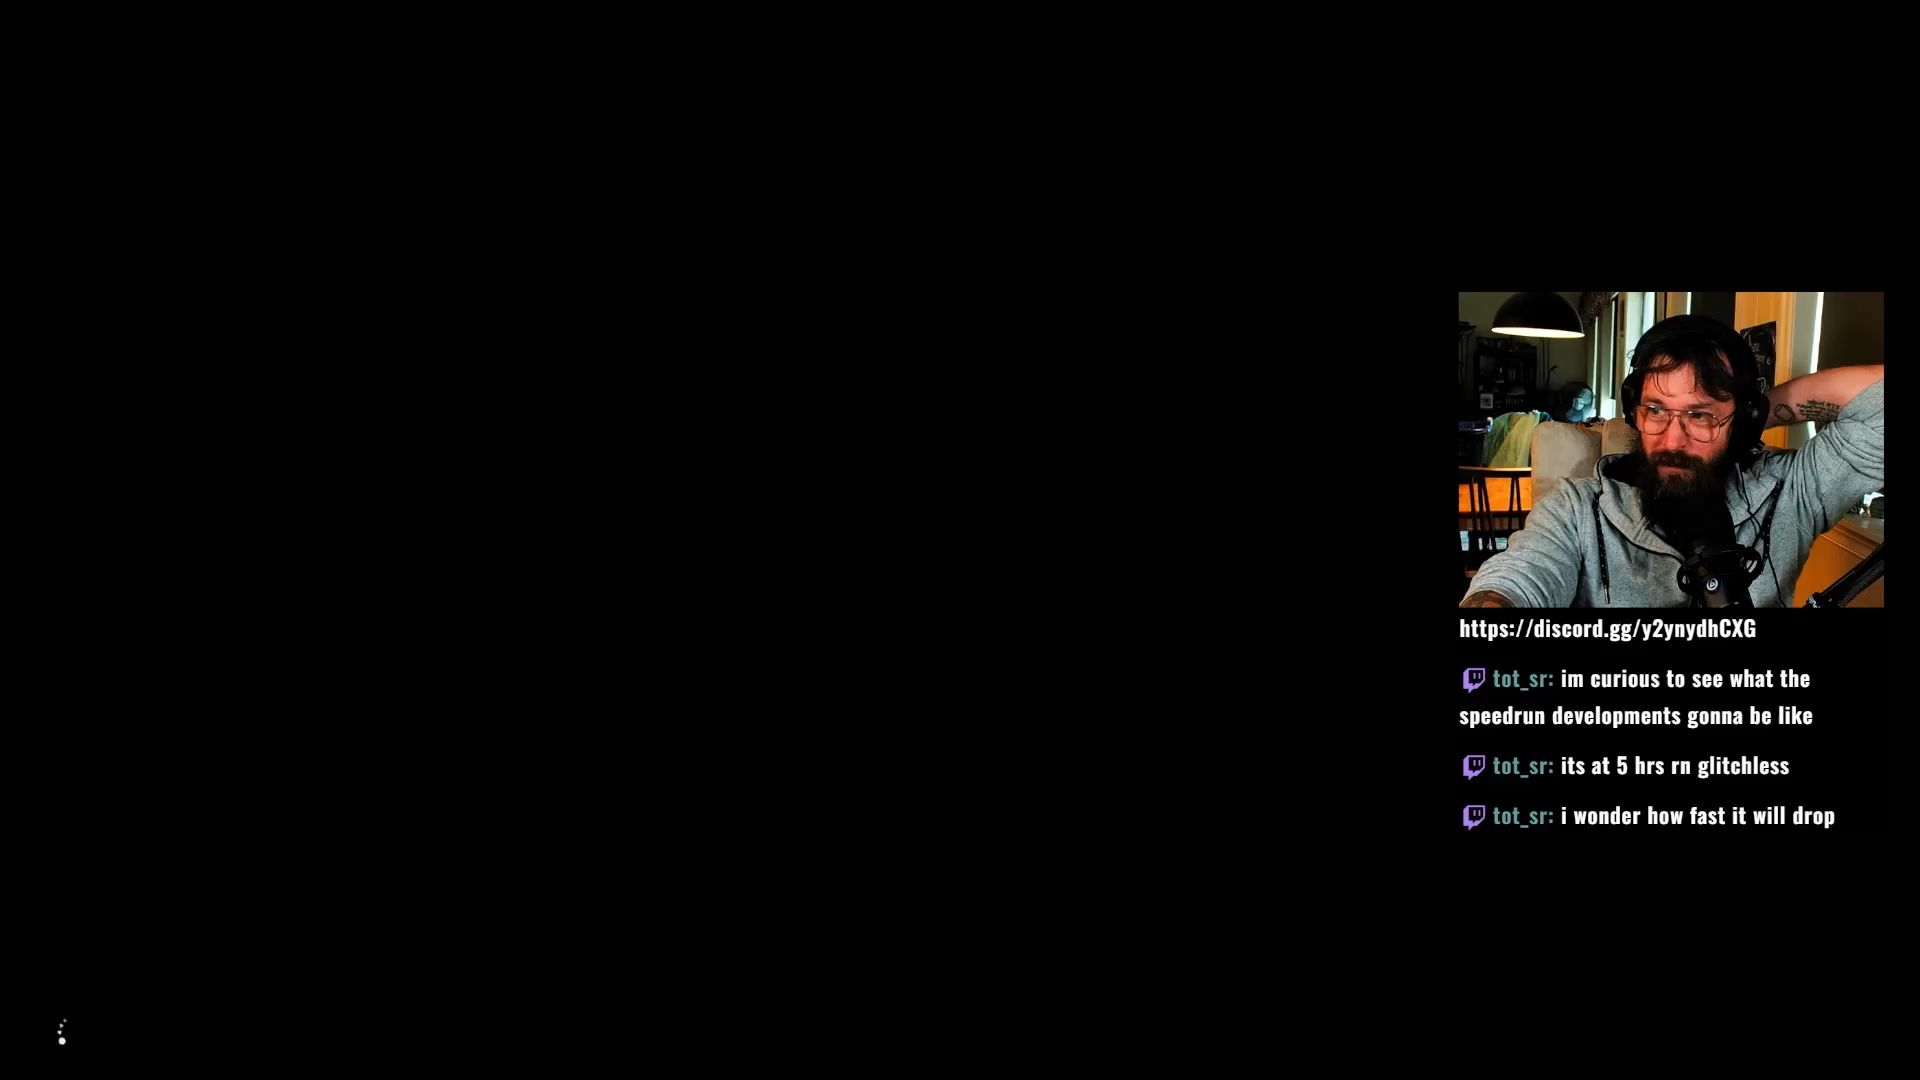 https://discord.gg/y2ynydhCXG
tot_sr: im curious to see what the
speedrun developments gonna be like
tot_sr: its at 5 hrs rn glitchless
tot_sr: i wonder how fast it will drop